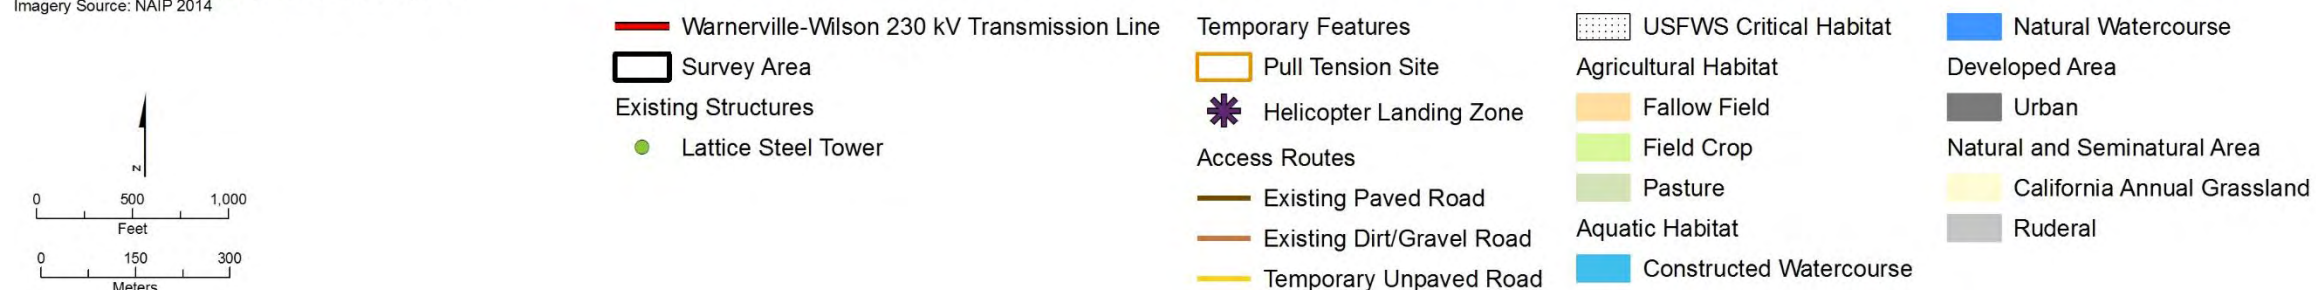 Imagery Source: NAIP 2014
N
0 500 1,000
Feet
0 150 300
Meters
Warnerville-Wilson 230 kV Transmission Line
Survey Area
Existing Structures
Lattice Steel Tower
Temporary Features
Pull Tension Site
Helicopter Landing Zone
Access Routes
Existing Paved Road
Existing Dirt/Gravel Road
Temporary Unpaved Road
USFWS Critical Habitat
Agricultural Habitat
Fallow Field
Field Crop
Pasture
Aquatic Habitat
Constructed Watercourse
Natural Watercourse
Developed Area
Urban
Natural and Seminatural Area
California Annual Grassland
Ruderal